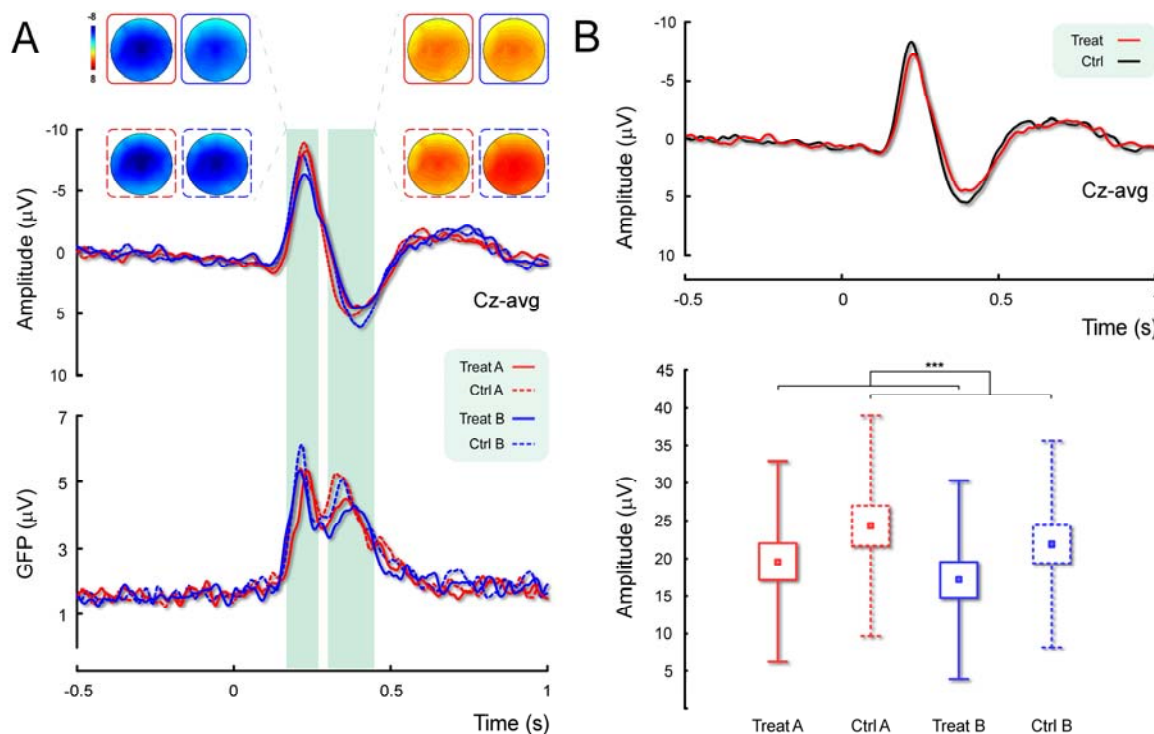 A
-8
8
-10
-5
0
5
10
Amplitude (µV)
Cz-avg
Treat A
Ctrl A
Treat B
Ctrl B
7
5
3
1
GFP (µV)
-0.5
0
0.5
1
Time (s)
B
-10
-5
0
5
10
Amplitude (µV)
Treat
Ctrl
Cz-avg
-0.5
0
0.5
1
Time (s)
45
40
35
30
25
20
15
10
5
Amplitude (µV)
***
Treat A
Ctrl A
Treat B
Ctrl B